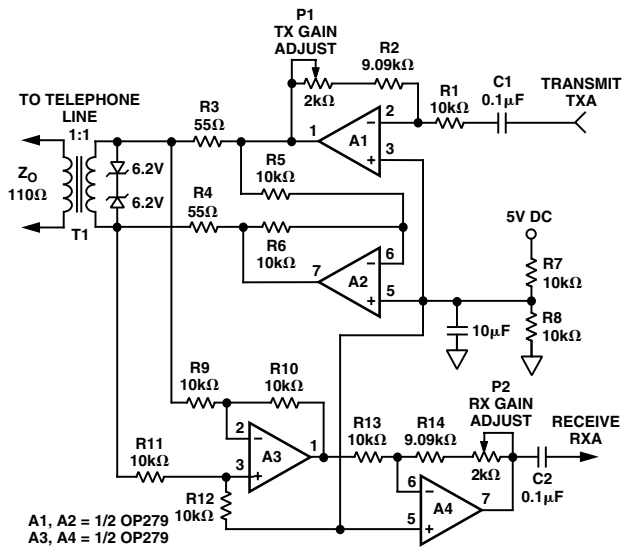 P1
TX GAIN
ADJUST
2kΩ
R2
9.09kΩ
R1
10kΩ
C1
0.1μF
TRANSMIT
TXA
TO TELEPHONE
LINE
1:1
ZO
110Ω
T1
6.2V
6.2V
R3
55Ω
1
2
3
A1
R5
10kΩ
R4
55Ω
R6
10kΩ
7
6
5
A2
5V DC
R7
10kΩ
R8
10kΩ
10μF
R9
10kΩ
R10
10kΩ
R11
10kΩ
R12
10kΩ
2
3
1
A3
R13
10kΩ
R14
9.09kΩ
P2
RX GAIN
ADJUST
2kΩ
6
5
7
A4
RECEIVE
RXA
C2
0.1μF
A1, A2 = 1/2 OP279
A3, A4 = 1/2 OP279